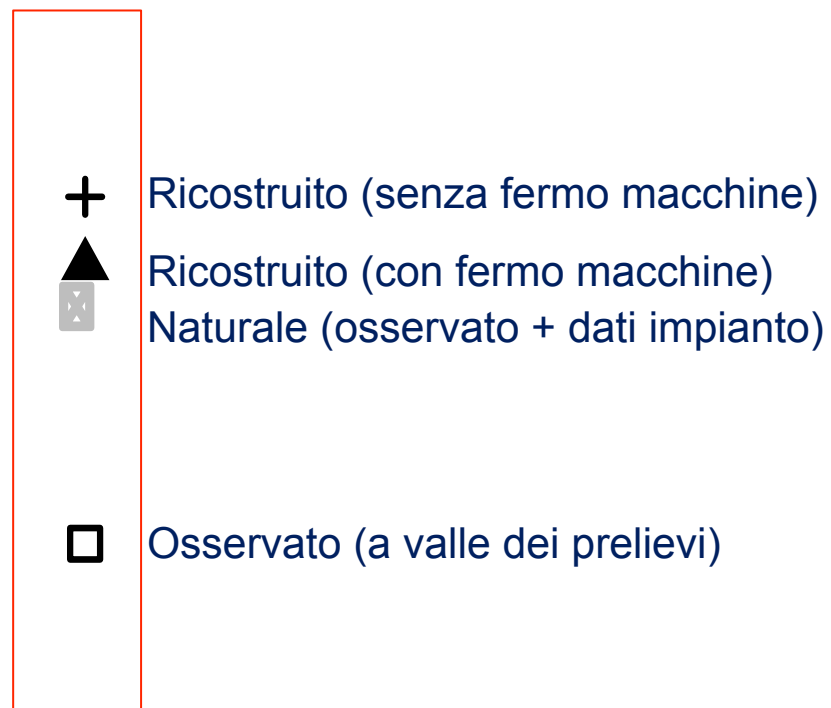 Ricostruito (senza fermo macchine)
Ricostruito (con fermo macchine)
Naturale (osservato + dati impianto)
Osservato (a valle dei prelievi)